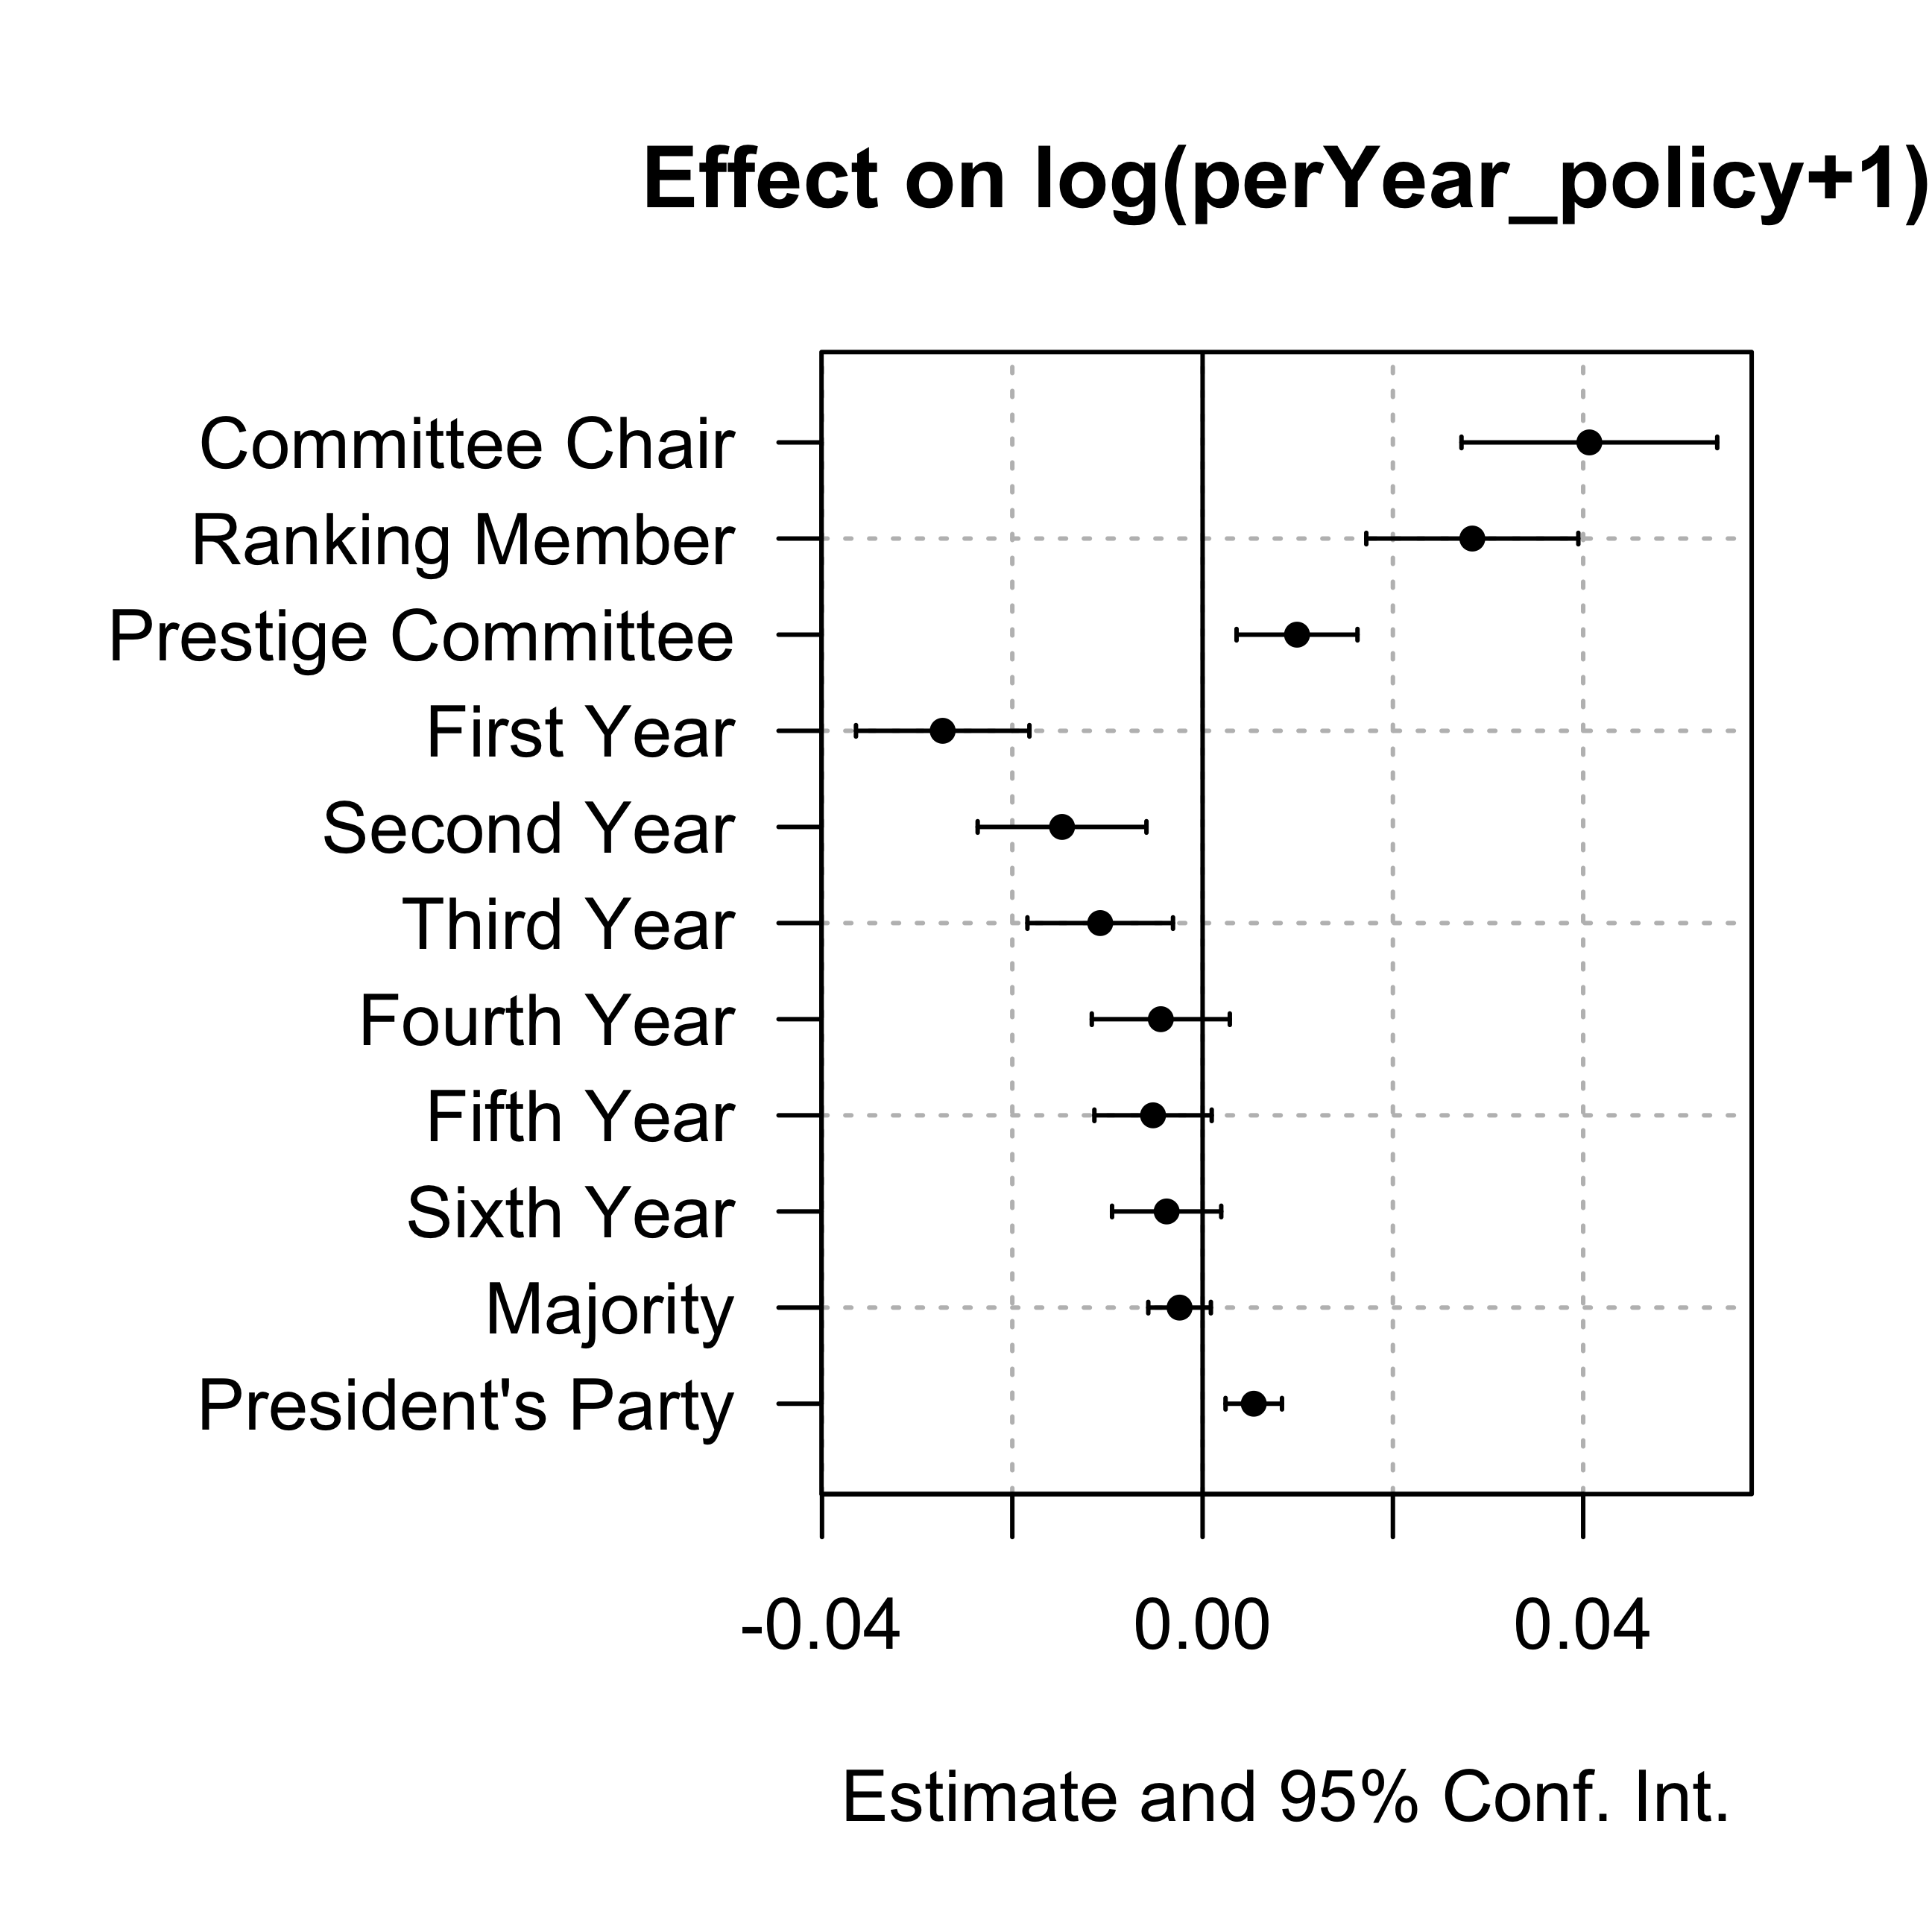 Effect on log(perYear_policy+1)
Committee Chair
Ranking Member
Prestige Committee
First Year
Second Year
Third Year
Fourth Year
Fifth Year
Sixth Year
Majority
President's Party
-0.04 0.00 0.04
Estimate and 95% Conf. Int.